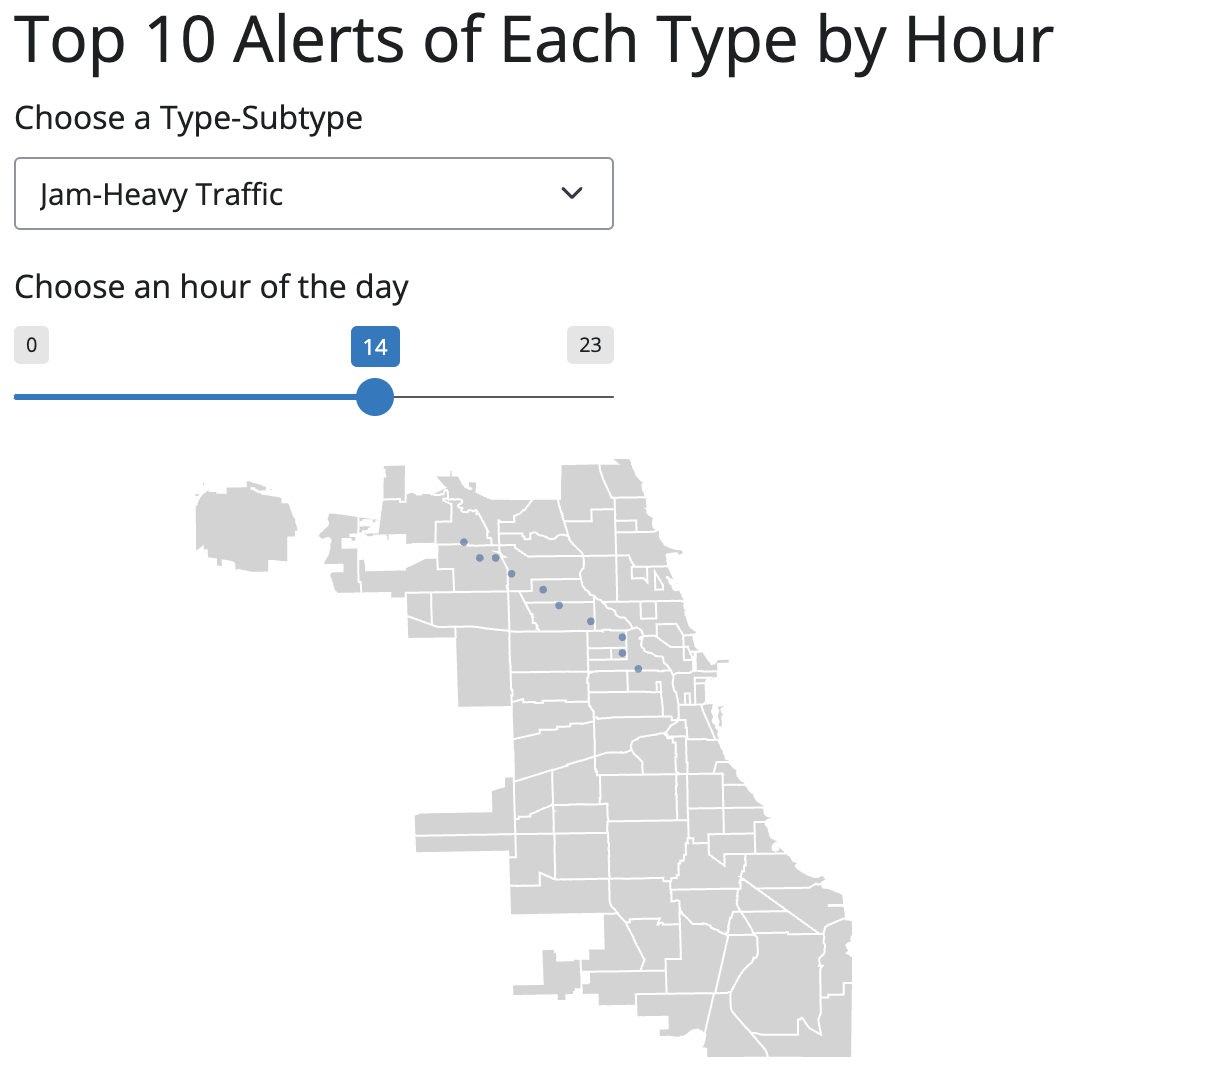 Top 10 Alerts of Each Type by Hour
Choose a Type-Subtype
Jam-Heavy Traffic
Choose an hour of the day
0 14 23